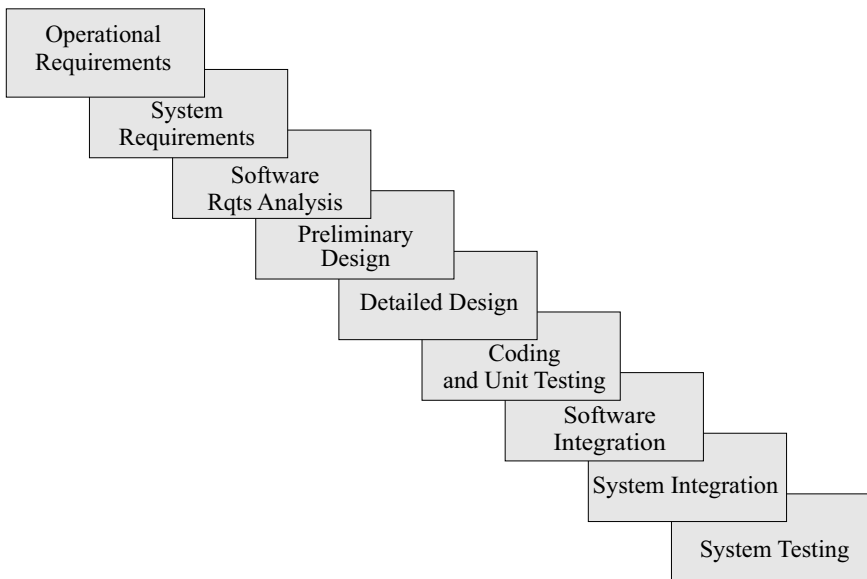 Operational
Requirements
System
Requirements
Software
Rqts Analysis
Preliminary
Design
Detailed Design
Coding
and Unit Testing
Software
Integration
System Integration
System Testing